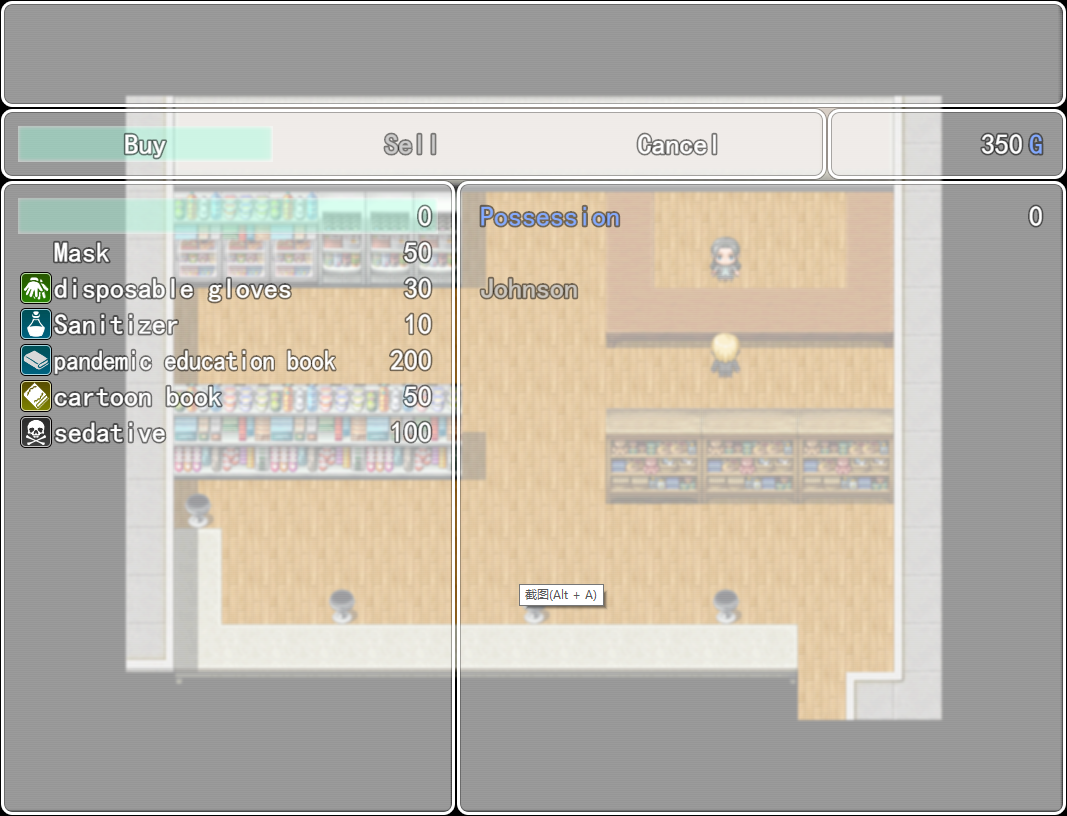 Buy Sell Cancel 350 G
0
Mask 50
disposable gloves 30
Sanitizer 10
pandemic education book 200
cartoon book 50
sedative 100
Possession 0
Johnson
截图(Alt + A)